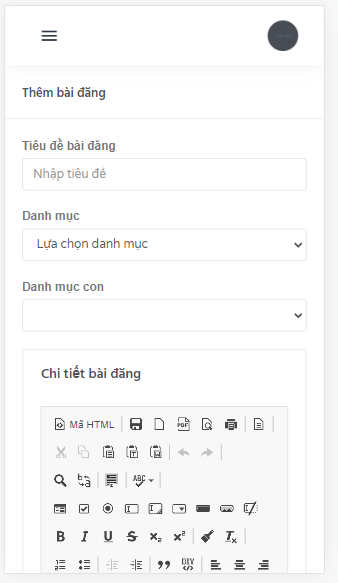 Thêm bài đăng
Tiêu đề bài đăng
Nhập tiêu đề
Danh mục
Lựa chọn danh mục
Danh mục con
Chi tiết bài đăng
Mã HTML